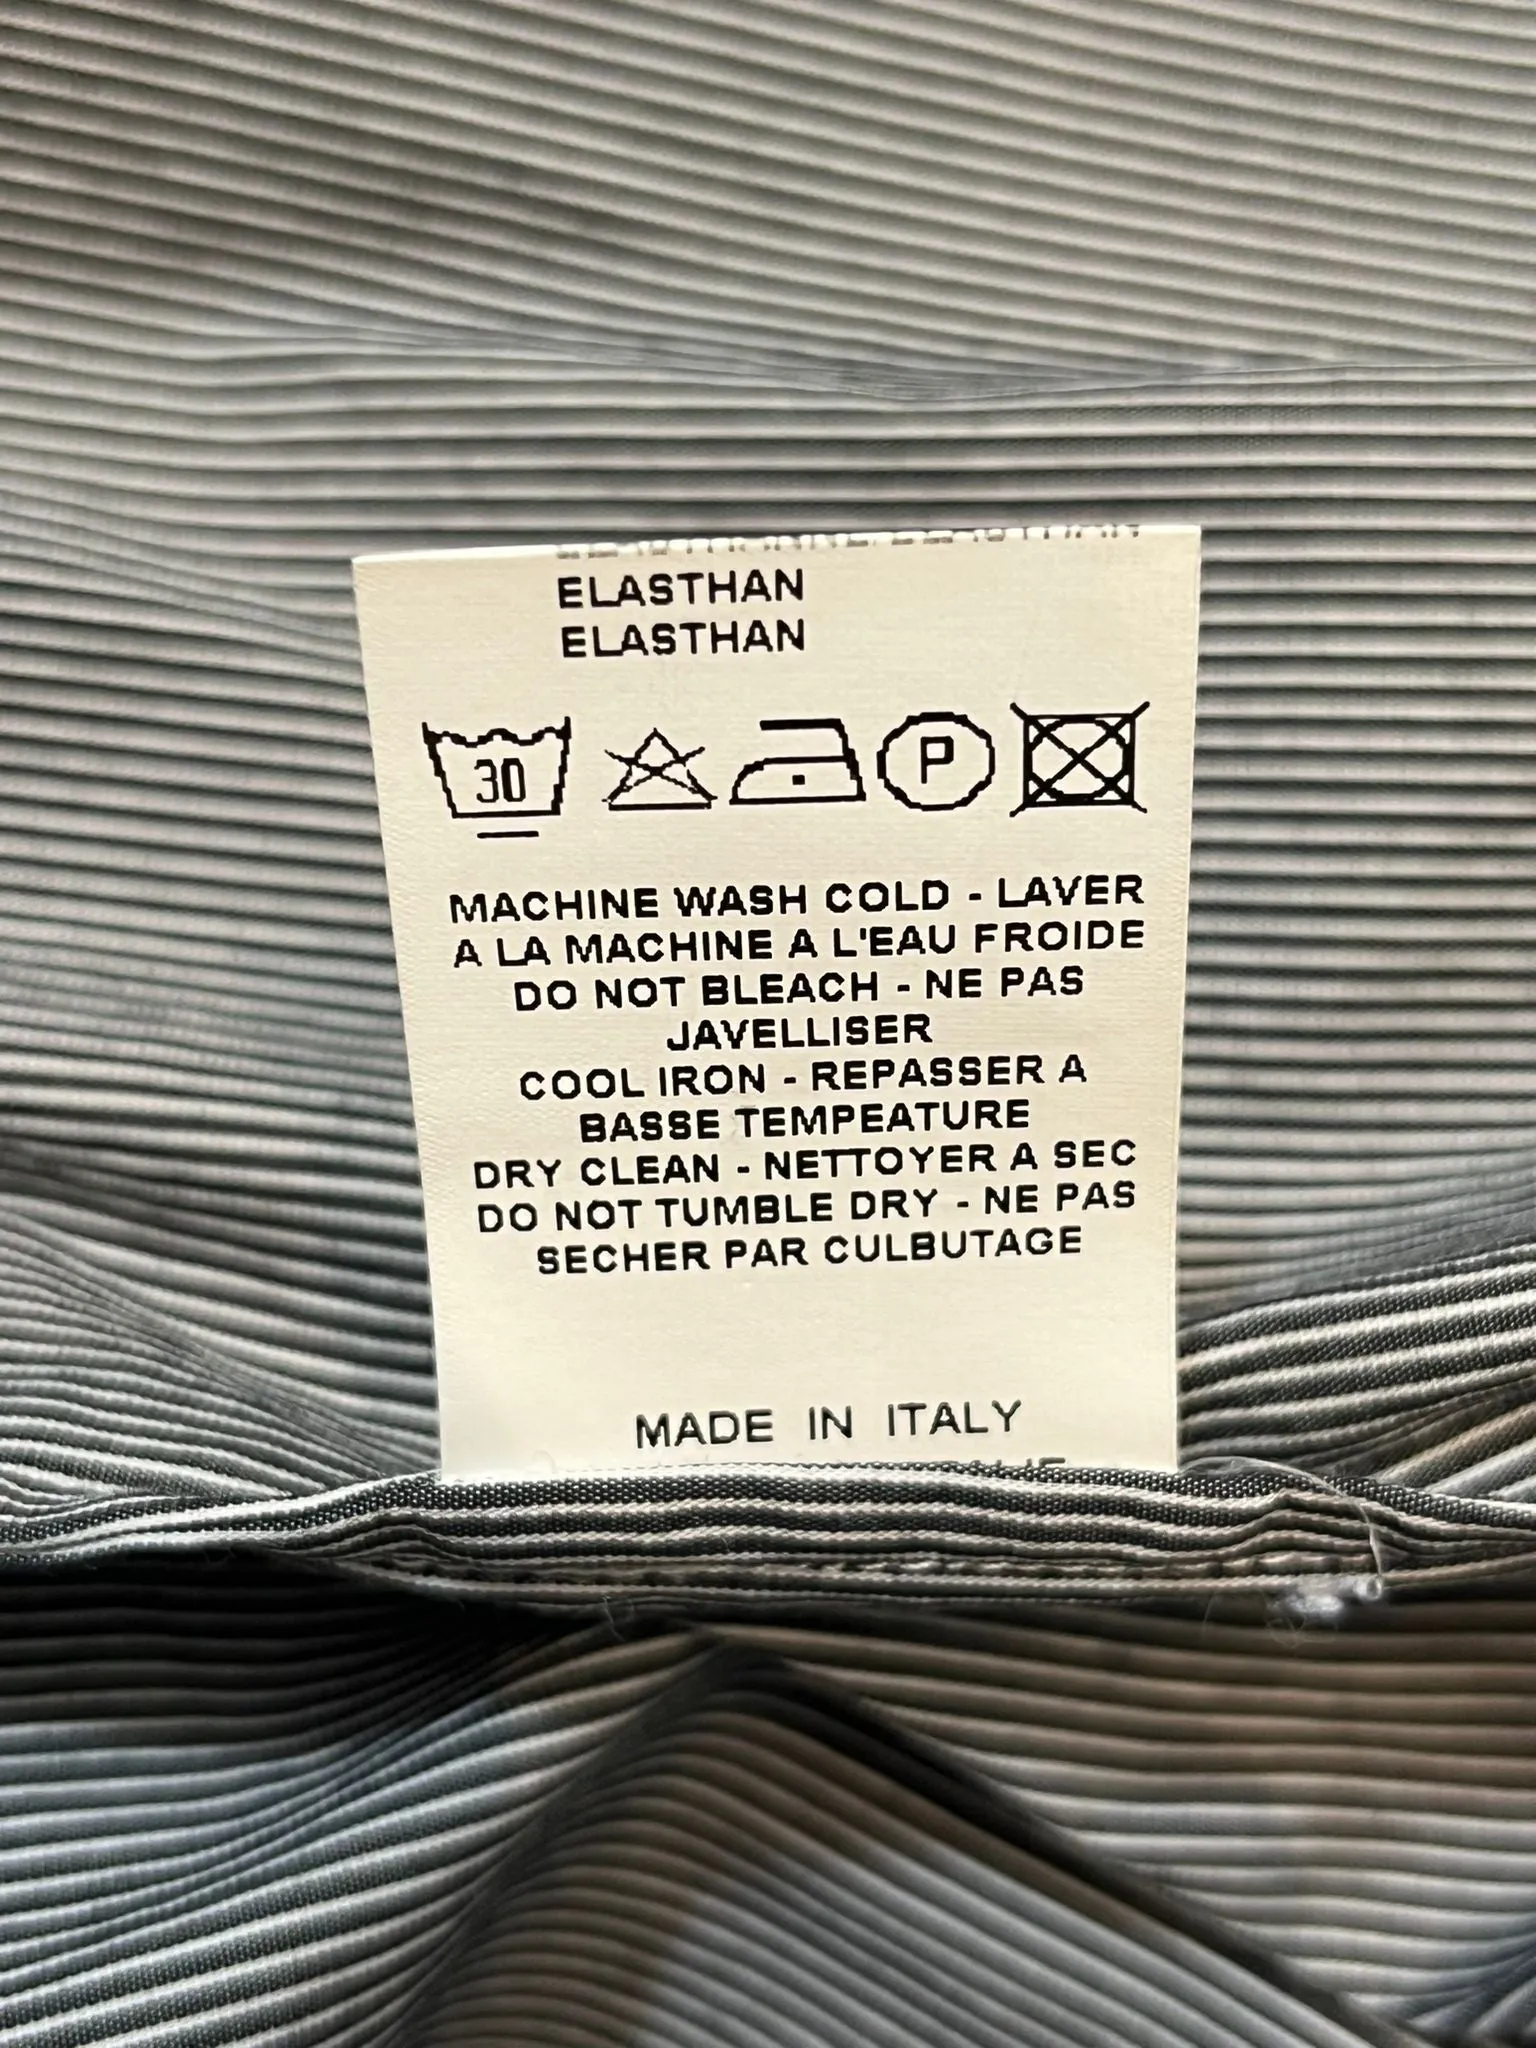 ELASTHAN
ELASTHAN
30
P
MACHINE WASH COLD - LAVER
A LA MACHINE A L'EAU FROIDE
DO NOT BLEACH - NE PAS
JAVELLISER
COOL IRON - REPASSER A
BASSE TEMPEATURE
DRY CLEAN - NETTOYER A SEC
DO NOT TUMBLE DRY - NE PAS
SECHER PAR CULBUTAGE
MADE IN ITALY